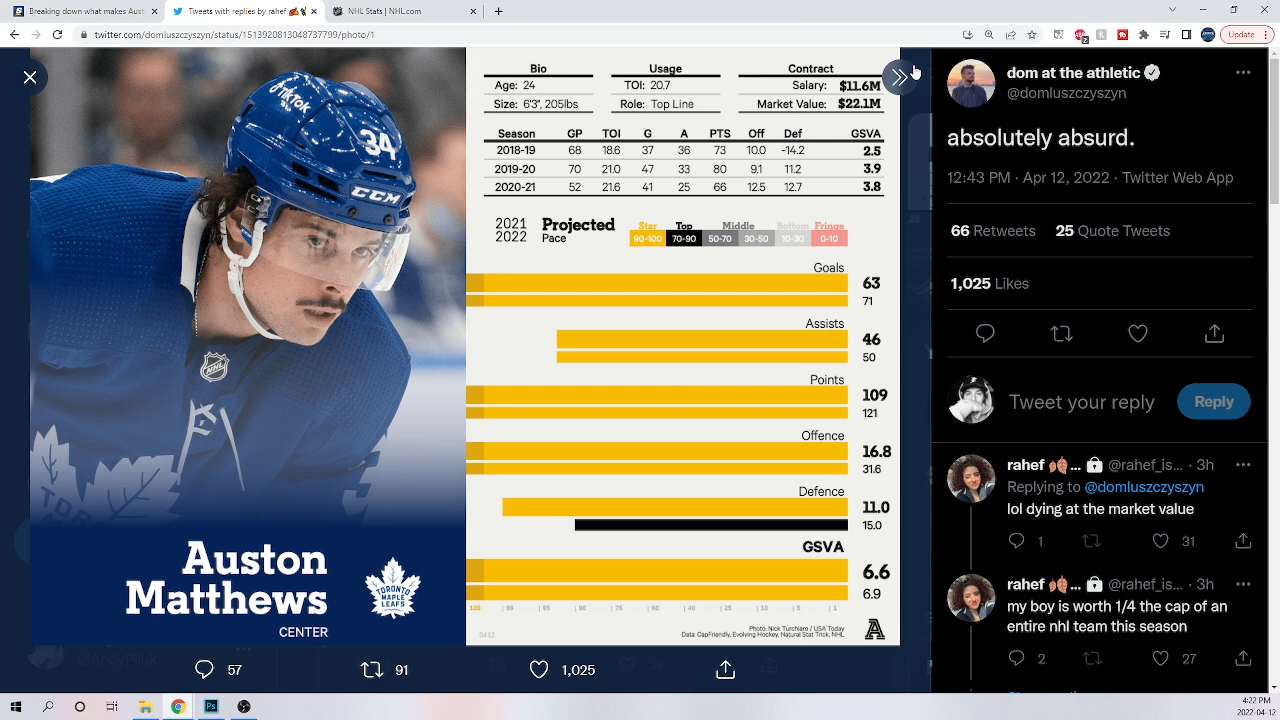 Breaking down what makes Aust
(1) TOI, points and wins by rahef
NHL Stats | NHL.com
twitter.com/domluszczyszyn/status/1513920813048737799/photo/1
Update
TikTok
34
CCM
NHL
Auston
Matthews
TORONTO
MAPLE
LEAFS
CENTER
Bio
Age: 24
Size: 6'3", 205lbs
Usage
TOI: 20.7
Role: Top Line
Contract
Salary: $11.6M
Market Value: $22.1M
Season GP TOI G A PTS Off Def GSVA
2018-19 68 18.6 37 36 73 10.0 -14.2 2.5
2019-20 70 21.0 47 33 80 9.1 11.2 3.9
2020-21 52 21.6 41 25 66 12.5 12.7 3.8
2021
2022
Projected
Pace
Star Top Middle Bottom Fringe
90-100 70-90 50-70 30-50 10-30 0-10
Goals
63
71
Assists
46
50
Points
109
121
Offence
16.8
31.6
Defence
11.0
15.0
GSVA
6.6
6.9
100 | 99 | 95 | 90 | 75 | 60 | 40 | 25 | 10 | 5 | 1
0412
Photo: Nick Turchiaro / USA Today
Data: CapFriendly, Evolving Hockey, Natural Stat Trick, NHL
A
@AndyPiluk
57
91
1,025
31
dom at the athletic
@domluszczyszyn
absolutely absurd.
12:43 PM · Apr 12, 2022 · Twitter Web App
66 Retweets 25 Quote Tweets
1,025 Likes
Tweet your reply
Reply
rahef ... @rahef_is... · 3h
Replying to @domluszczyszyn
lol dying at the market value
1
31
rahef ... @rahef_is... · 3h
my boy is worth 1/4 the cap of an
entire nhl team this season
2
27
4:22 PM
2022-04-12